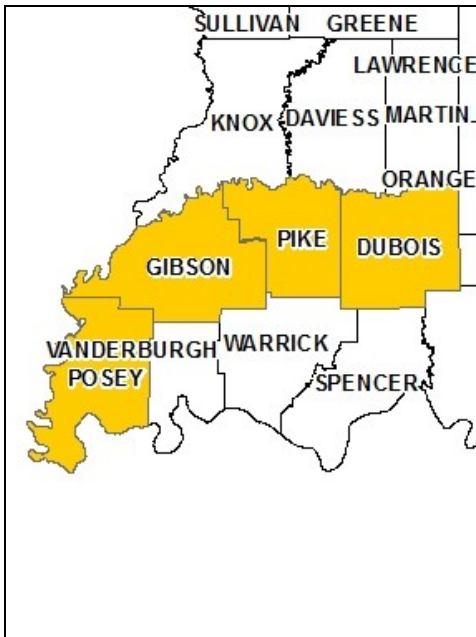 SULLIVAN GREENE
LAWRENCE
KNOX DAVIESS MARTIN
ORANGE
PIKE DUBOIS
GIBSON
VANDERBURGH WARRICK
POSEY
SPENCER